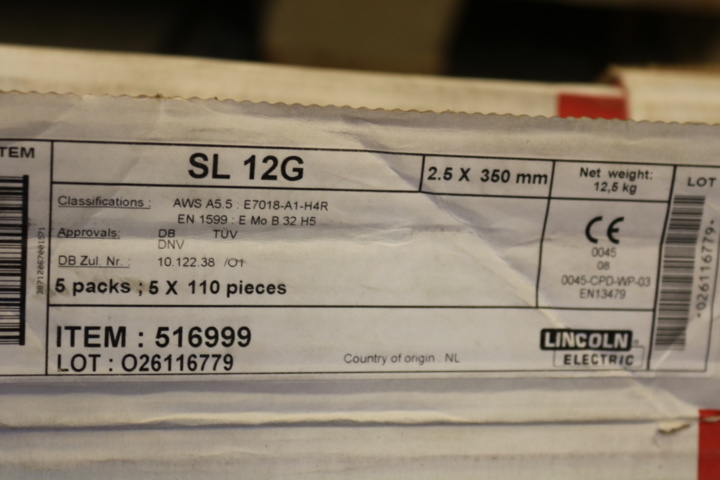 TEM
SL 12G
2.5 X 350 mm
Net weight:
12,5 kg
LOT
Classifications :
AWS A5.5 : E7018-A1-H4R
EN 1599 : E Mo B 32 H5
Approvals:
DB TÜV
DNV
DB Zul. Nr. :
10.122.38 /01
5 packs ; 5 X 110 pieces
CE
0045
08
0045-CPD-WP-03
EN13479
ITEM : 516999
LOT : O26116779
Country of origin : NL
LINCOLN
ELECTRIC
-026116779-